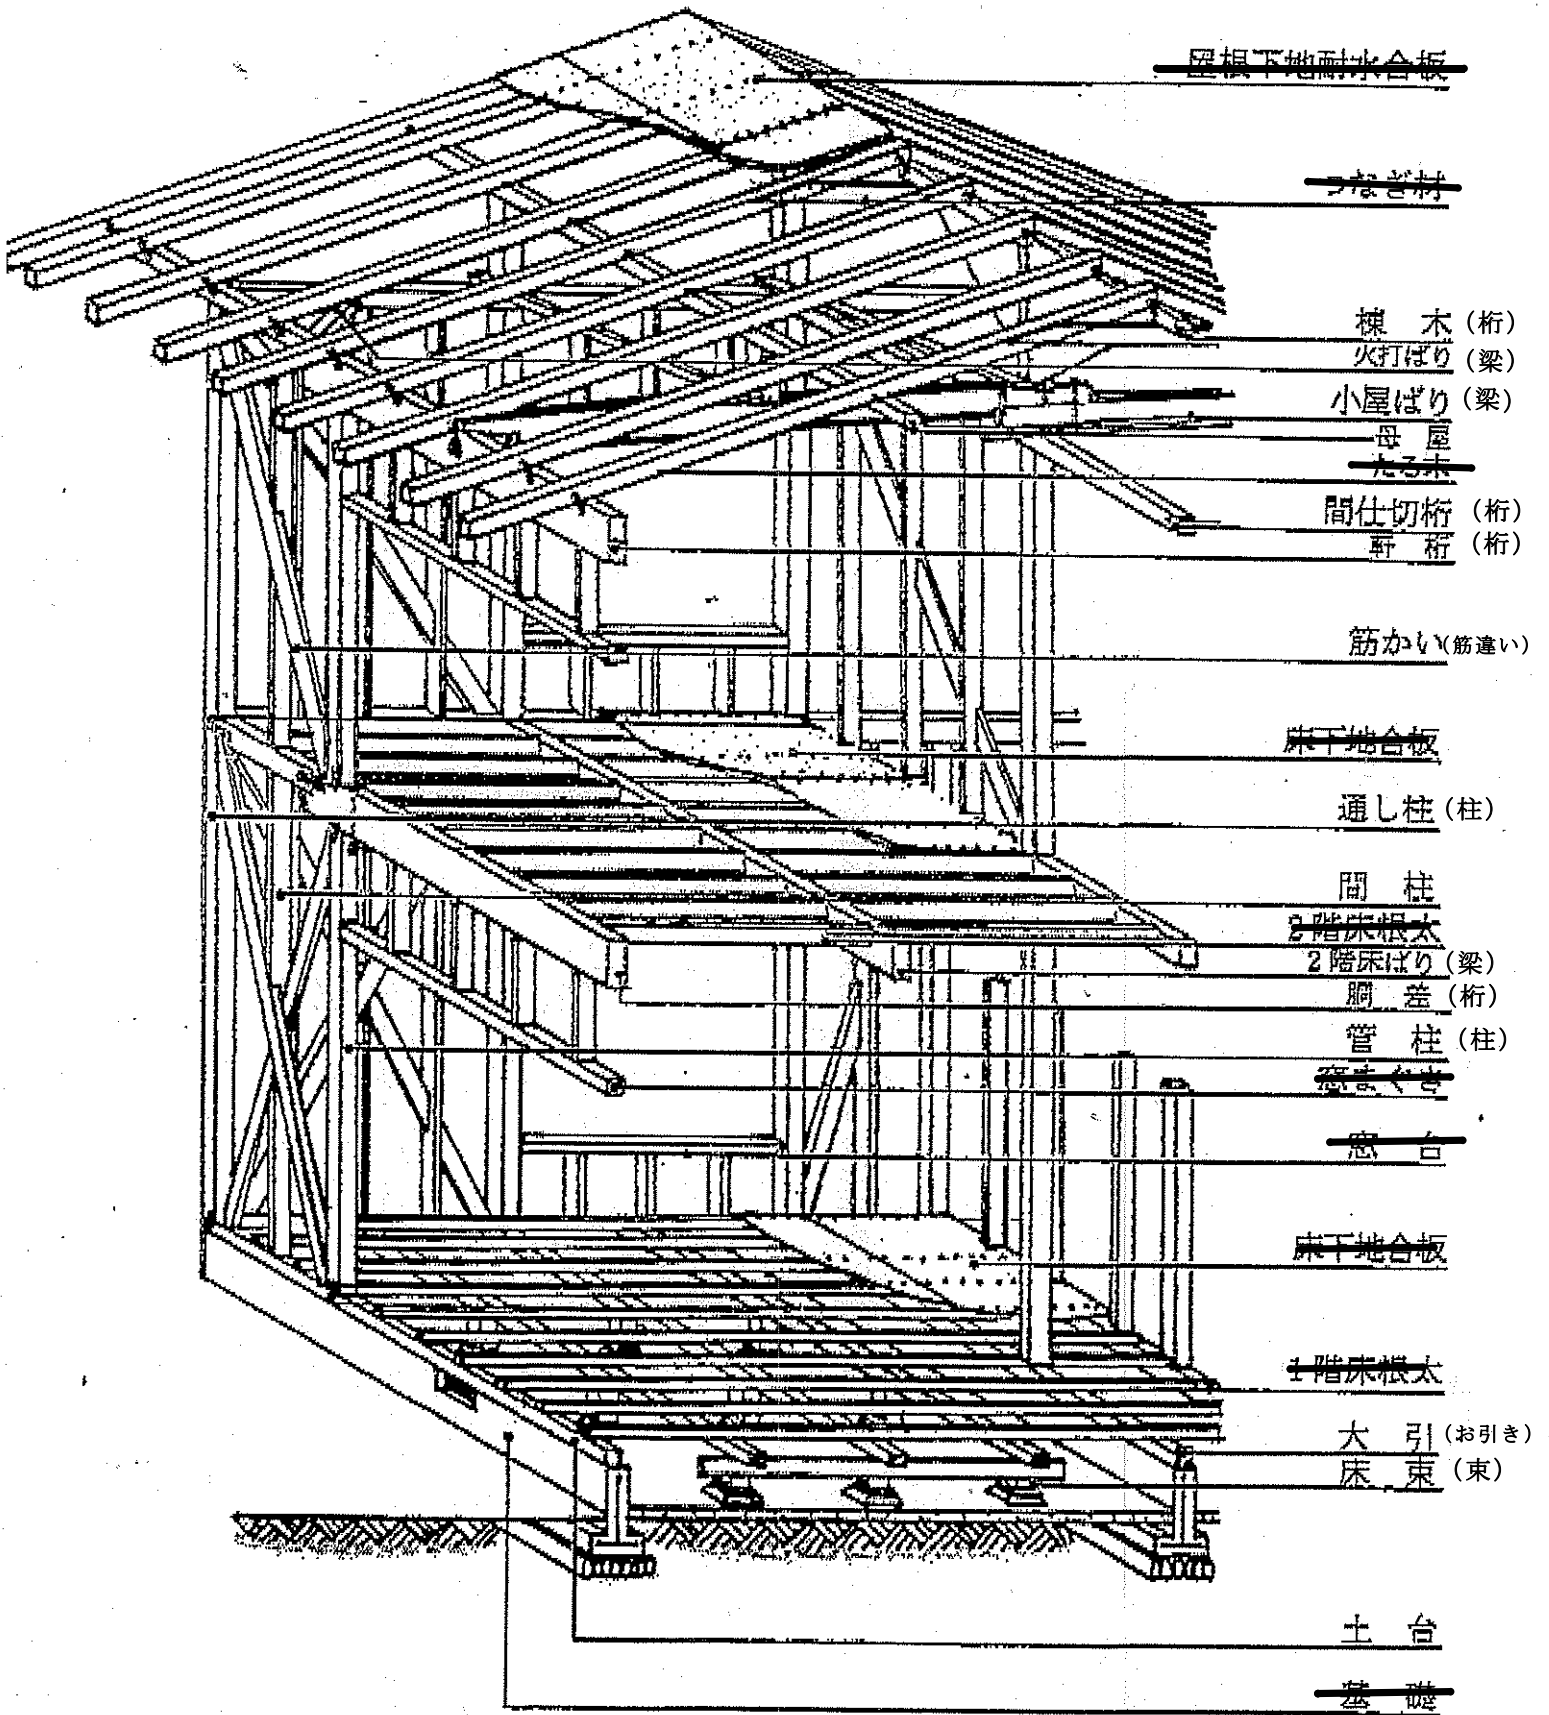 屋根下地耐水合板
つなぎ材
棟 木 (桁)
火打ばり (梁)
小屋ばり (梁)
母 屋
たる木
間仕切桁 (桁)
軒 桁 (桁)
筋かい (筋違い)
床下地合板
通し柱 (柱)
間 柱
2階床根太
2階床ばり (梁)
胴 差 (桁)
管 柱 (柱)
窓まぐさ
窓 台
床下地合板
1階床根太
大 引 (お引き)
床 束 (束)
土 台
基 礎